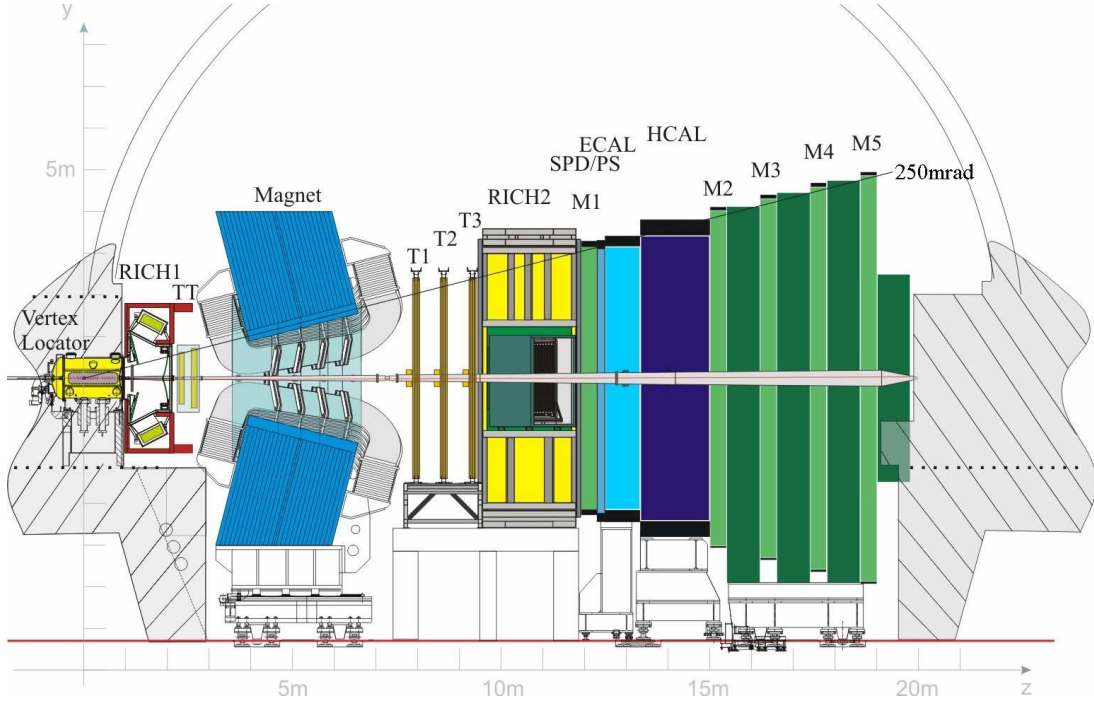 y
5m
ECAL
HCAL
SPD/PS
M5
M4
M3
M2
250mrad
Magnet
RICH2
M1
T3
T2
T1
RICH1
TT
Vertex
Locator
5m
10m
15m
20m
z